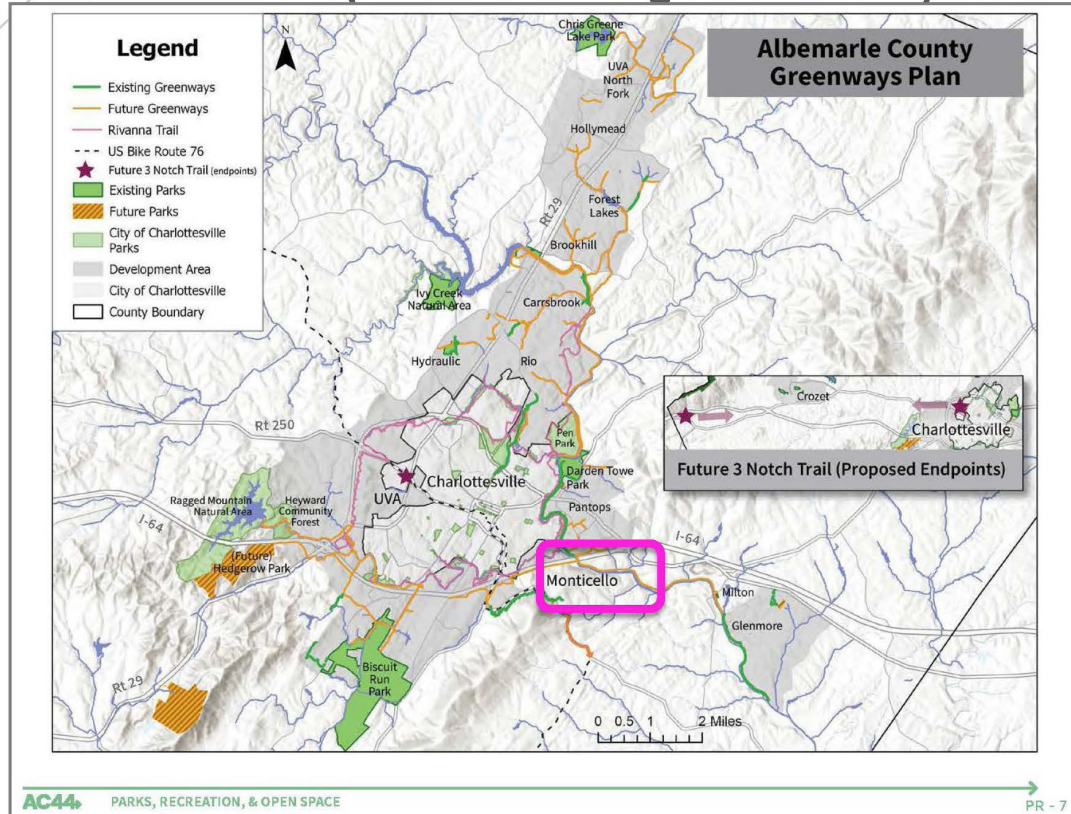 Legend
Existing Greenways
Future Greenways
Rivanna Trail
US Bike Route 76
Future 3 Notch Trail (endpoints)
Existing Parks
Future Parks
City of Charlottesville
Parks
Development Area
City of Charlottesville
County Boundary
N
Albemarle County
Greenways Plan
Chris Greene
Lake Park
UVA
North
Fork
Hollymead
Rt 29
Forest
Lakes
Brookhill
Ivy Creek
Natural Area
Carrsbrook
Hydraulic
Rio
Rt 250
Pen
Park
Charlottesville
UVA
Darden Towe
Park
Pantops
Ragged Mountain
Natural Area
Heyward
Community
Forest
I-64
(Future)
Hedgerow Park
I-64
Monticello
Milton
Glenmore
Biscuit
Run
Park
Rt 29
0 0.5 1 2 Miles
Crozet
Charlottesville
Future 3 Notch Trail (Proposed Endpoints)
AC44
PARKS, RECREATION, & OPEN SPACE
PR - 7